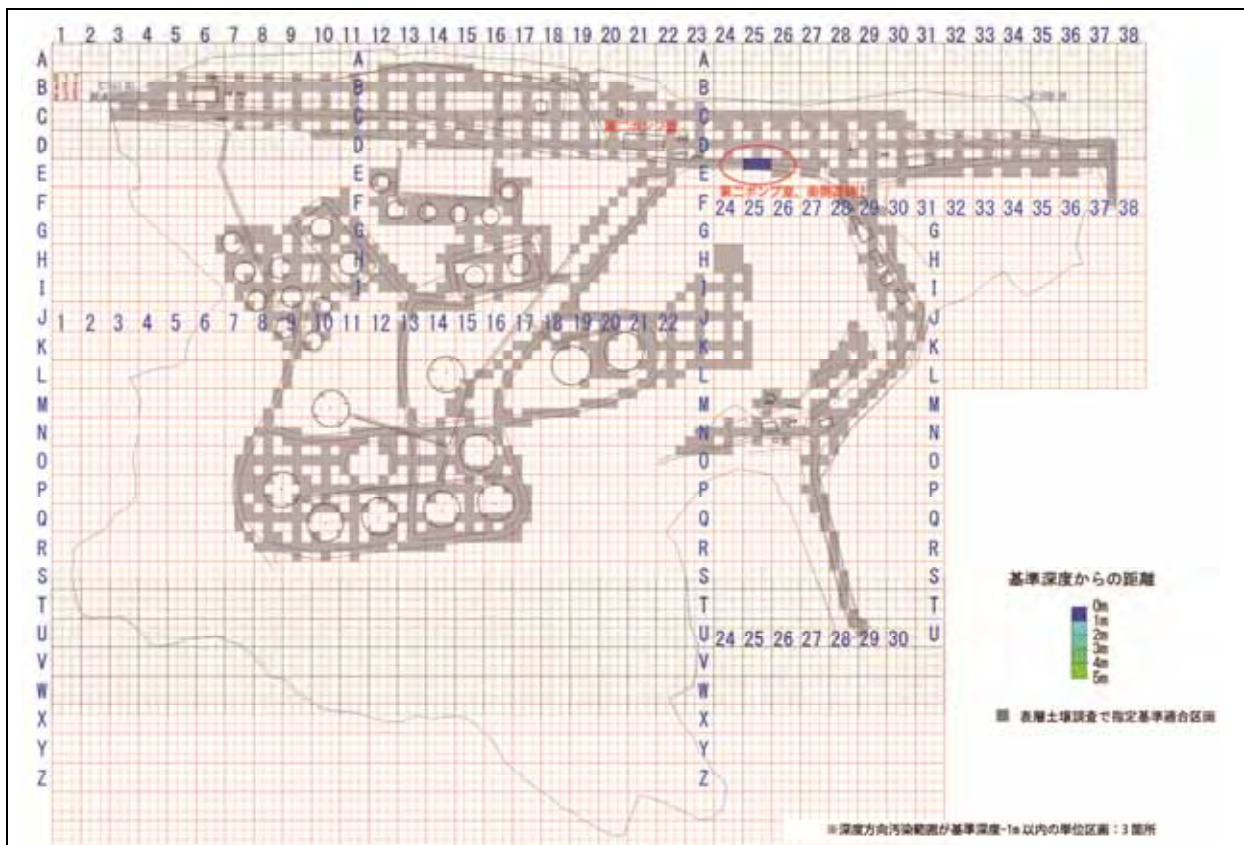 1 2 3 4 5 6 7 8 9 10 11 12 13 14 15 16 17 18 19 20 21 22 23 24 25 26 27 28 29 30 31 32 33 34 35 36 37 38
A A A
B B B
C C C
D D D
第二ポンプ室
E E E
第二ポンプ室、
F F
24 25 26 27 28 29 30 31 32 33 34 35 36 37 38
G G G
H H H
I I I
J J J
1 2 3 4 5 6 7 8 9 10 11 12 13 14 15 16 17 18 19 20 21 22
K K K
L L L
M M M
N N N
O O O
P P P
Q Q Q
R R R
S S S
T T T
U U 24 25 26 27 28 29 30 U
V V
W W
X X
Y Y
Z Z
基準深度からの距離
0m
1m
2m
3m
4m
5m
表層土壌調査で指定基準適合区画
※深度方向汚染範囲が基準深度-1m以内の単位区画：3箇所